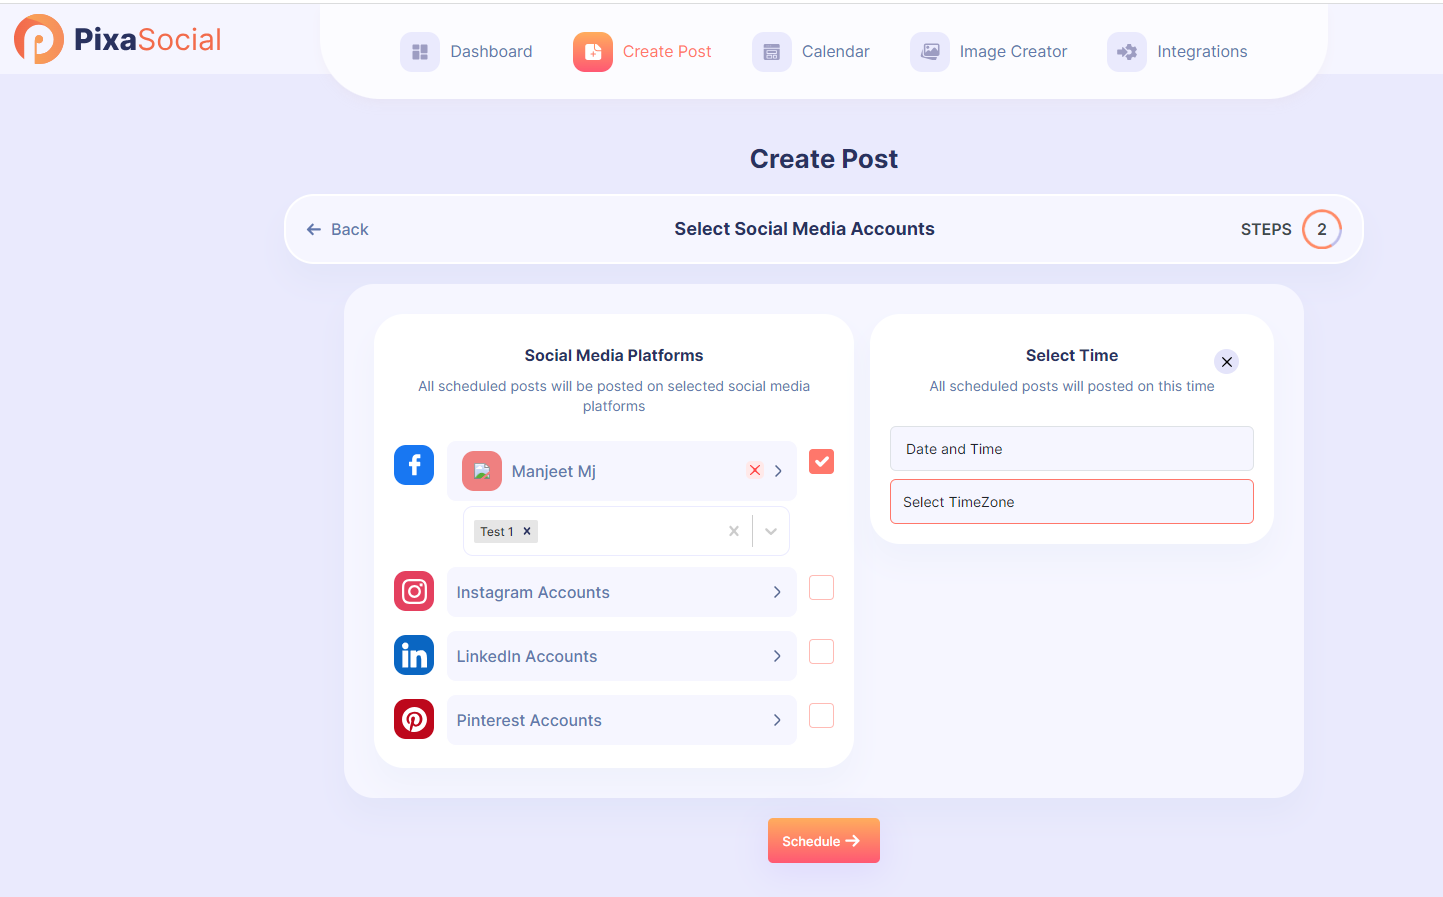 PixaSocial
Dashboard
Create Post
Calendar
Image Creator
Integrations
Create Post
Back
Select Social Media Accounts
STEPS 2
Social Media Platforms
All scheduled posts will be posted on selected social media
platforms
Manjeet Mj
Test 1
Instagram Accounts
LinkedIn Accounts
Pinterest Accounts
Select Time
All scheduled posts will posted on this time
Date and Time
Select TimeZone
Schedule